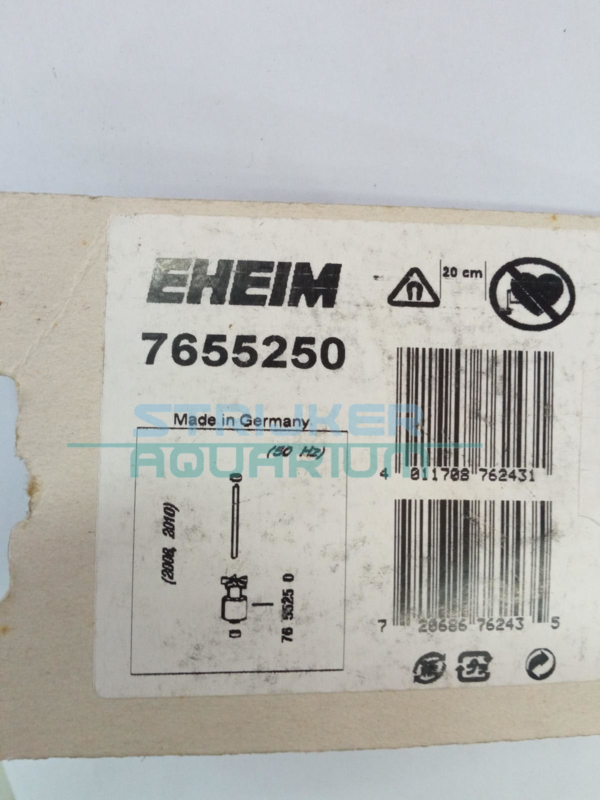 EHEIM
20 cm
7655250
Made in Germany
STRIJKER
AQUARIUM
(50 Hz)
(2008, 2010)
76 5525 0
4 011708 762431
7 20686 76243 5